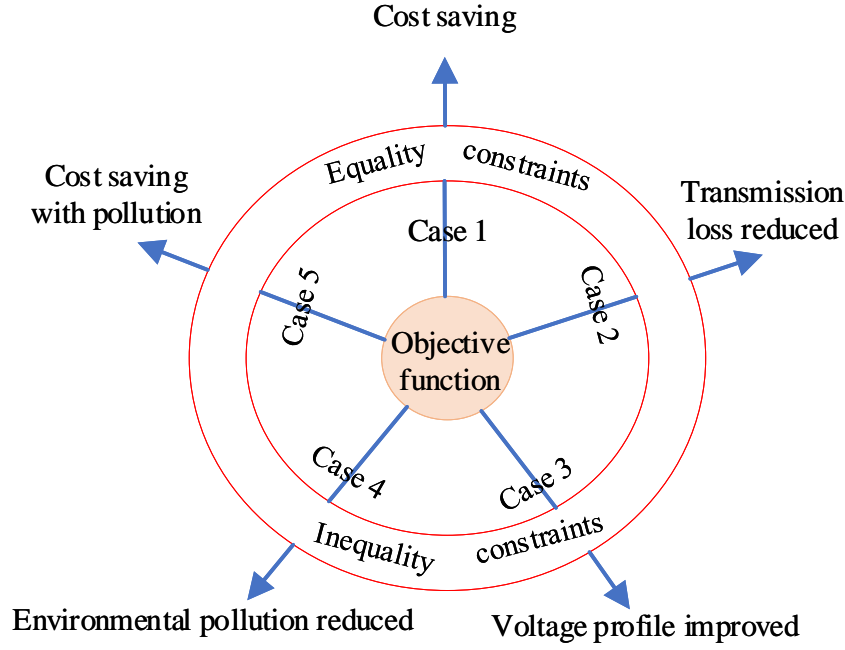 Cost saving
Equality constraints
Cost saving
with pollution
Transmission
loss reduced
Case 1
Case 5
Case 2
Objective
function
Case 4
Case 3
Inequality constraints
Environmental pollution reduced
Voltage profile improved